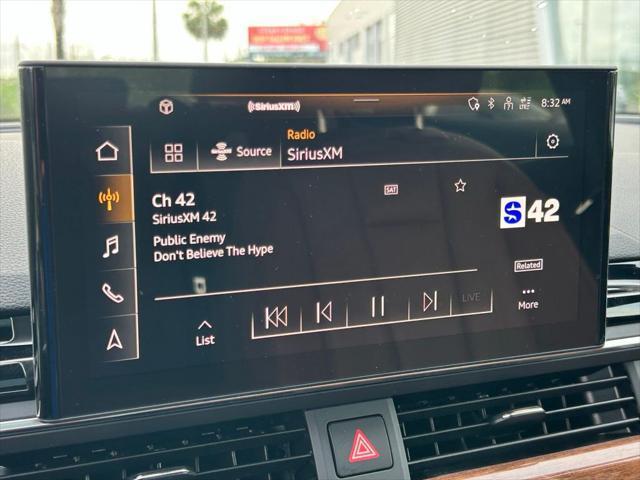 ((SiriusXM))
8:32 AM
Radio
Source
SiriusXM
Ch 42
SAT
SiriusXM 42
S 42
Public Enemy
Don't Believe The Hype
Related
LIVE
More
List